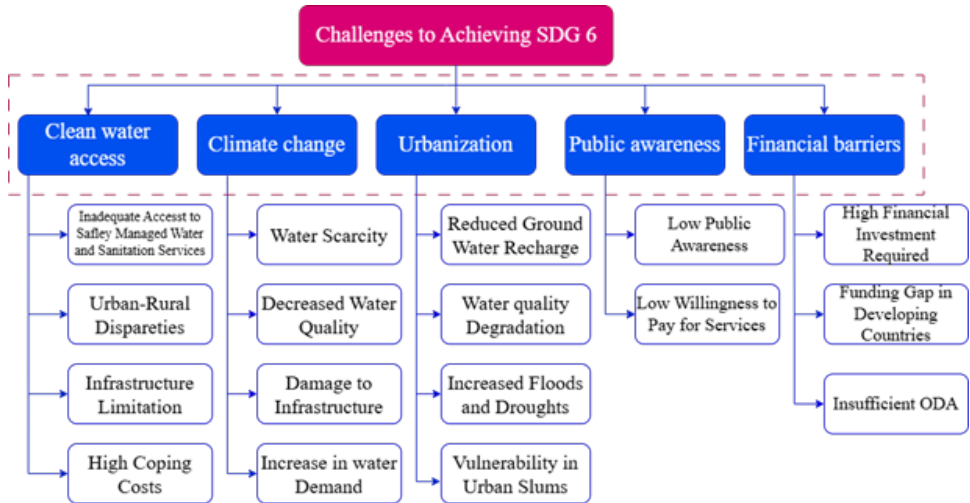 Challenges to Achieving SDG 6
Clean water
access
Climate change
Urbanization
Public awareness
Financial barriers
Inadequate Accesst to
Safley Managed Water
and Sanitation Services
Urban-Rural
Dispareties
Infrastructure
Limitation
High Coping
Costs
Water Scarcity
Decreased Water
Quality
Damage to
Infrastructure
Increase in water
Demand
Reduced Ground
Water Recharge
Water quality
Degradation
Increased Floods
and Droughts
Vulnerability in
Urban Slums
Low Public
Awareness
Low Willingness to
Pay for Services
High Financial
Investment
Required
Funding Gap in
Developing
Countries
Insufficient ODA